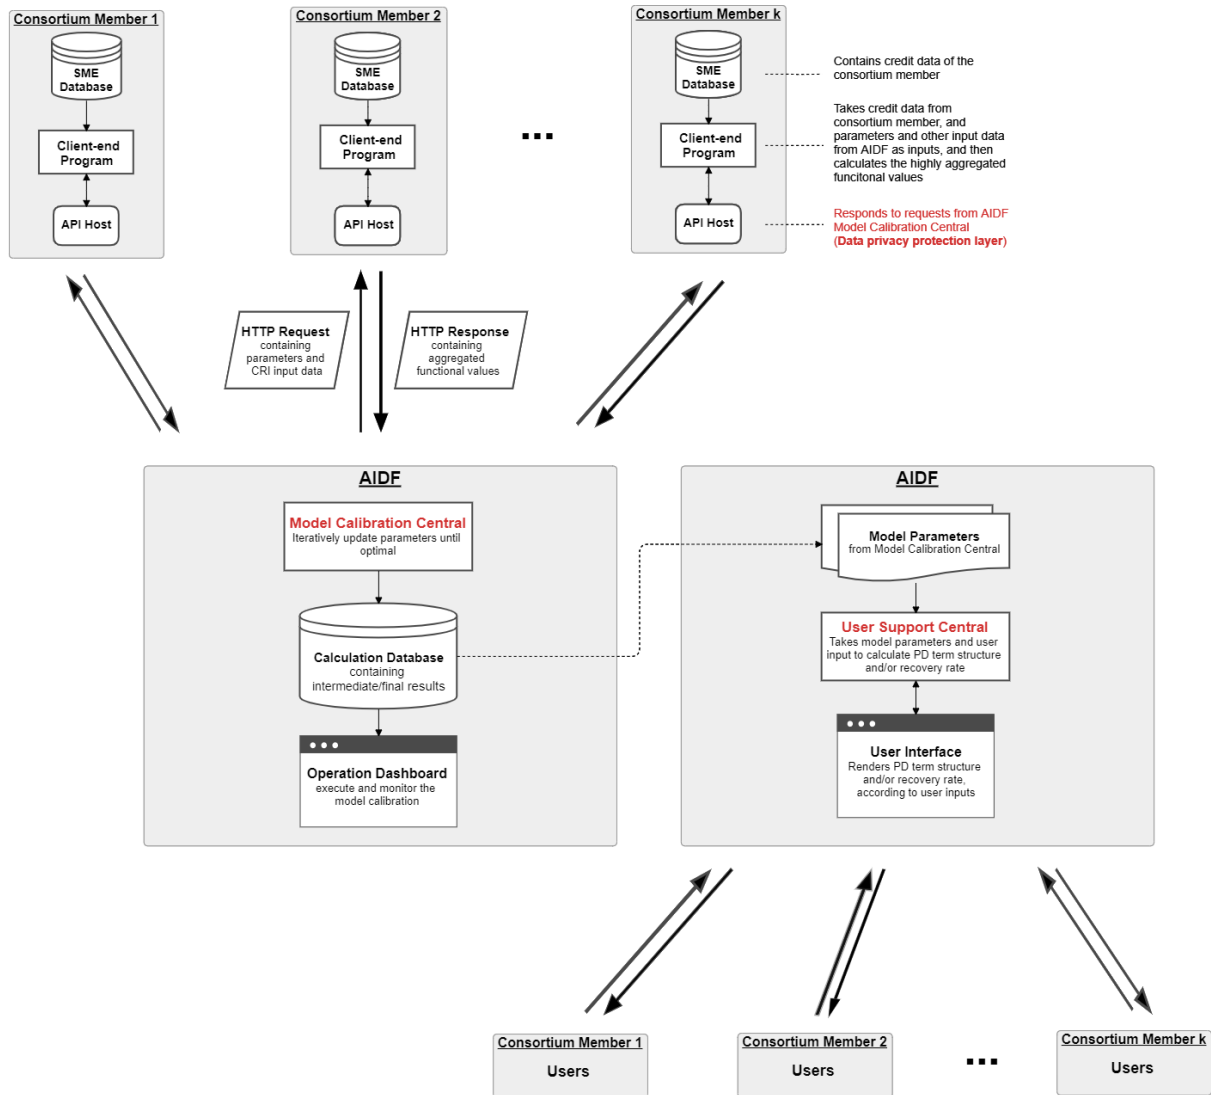 Consortium Member 1
SME
Database
Client-end
Program
API Host
Consortium Member 2
SME
Database
Client-end
Program
API Host
...
Consortium Member k
SME
Database
Client-end
Program
API Host
Contains credit data of the
consortium member
Takes credit data from
consortium member, and
parameters and other input data
from AIDF as inputs, and then
calculates the highly aggregated
funcitonal values
Responds to requests from AIDF
Model Calibration Central
(Data privacy protection layer)
HTTP Request
containing
parameters and
CRI input data
HTTP Response
containing
aggregated
functional values
AIDF
Model Calibration Central
Iteratively update parameters until
optimal
Calculation Database
containing
intermediate/final results
Operation Dashboard
execute and monitor the
model calibration
AIDF
Model Parameters
from Model Calibration Central
User Support Central
Takes model parameters and user
input to calculate PD term structure
and/or recovery rate
User Interface
Renders PD term structure
and/or recovery rate,
according to user inputs
Consortium Member 1
Users
Consortium Member 2
Users
...
Consortium Member k
Users